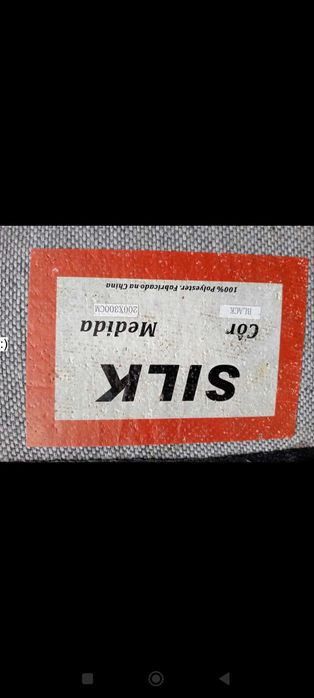 SILK
Côr Medida
BLACK 200X300CM
100% Polyester. Fabricado na China